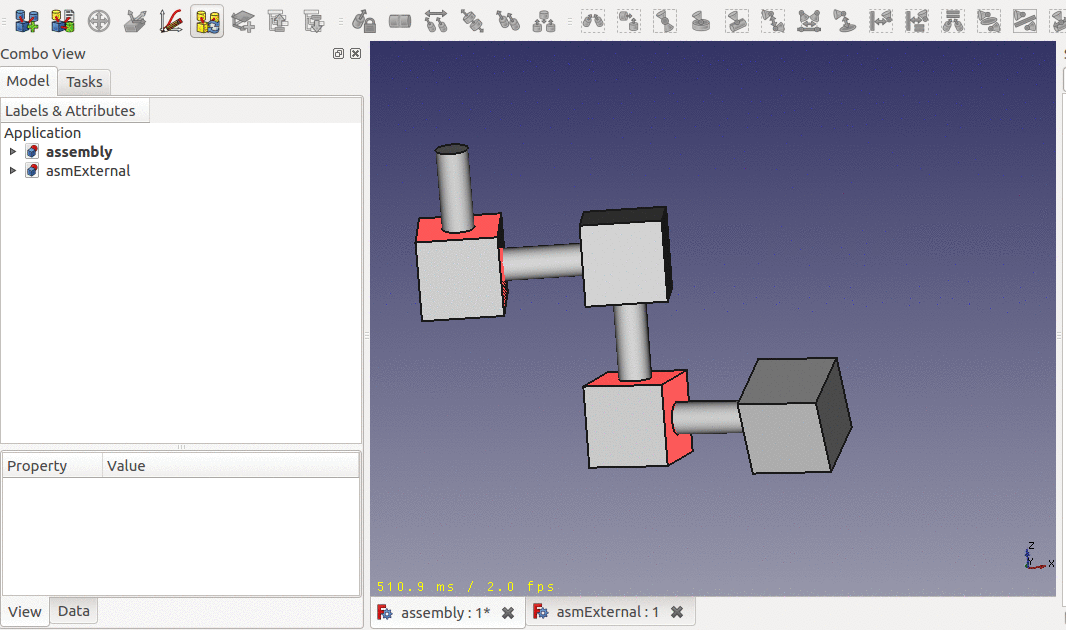 Combo View
Model Tasks
Labels & Attributes
Application
assembly
asmExternal
Property Value
View Data
510.9 ms / 2.0 fps
Z
Y
X
assembly : 1*
asmExternal : 1